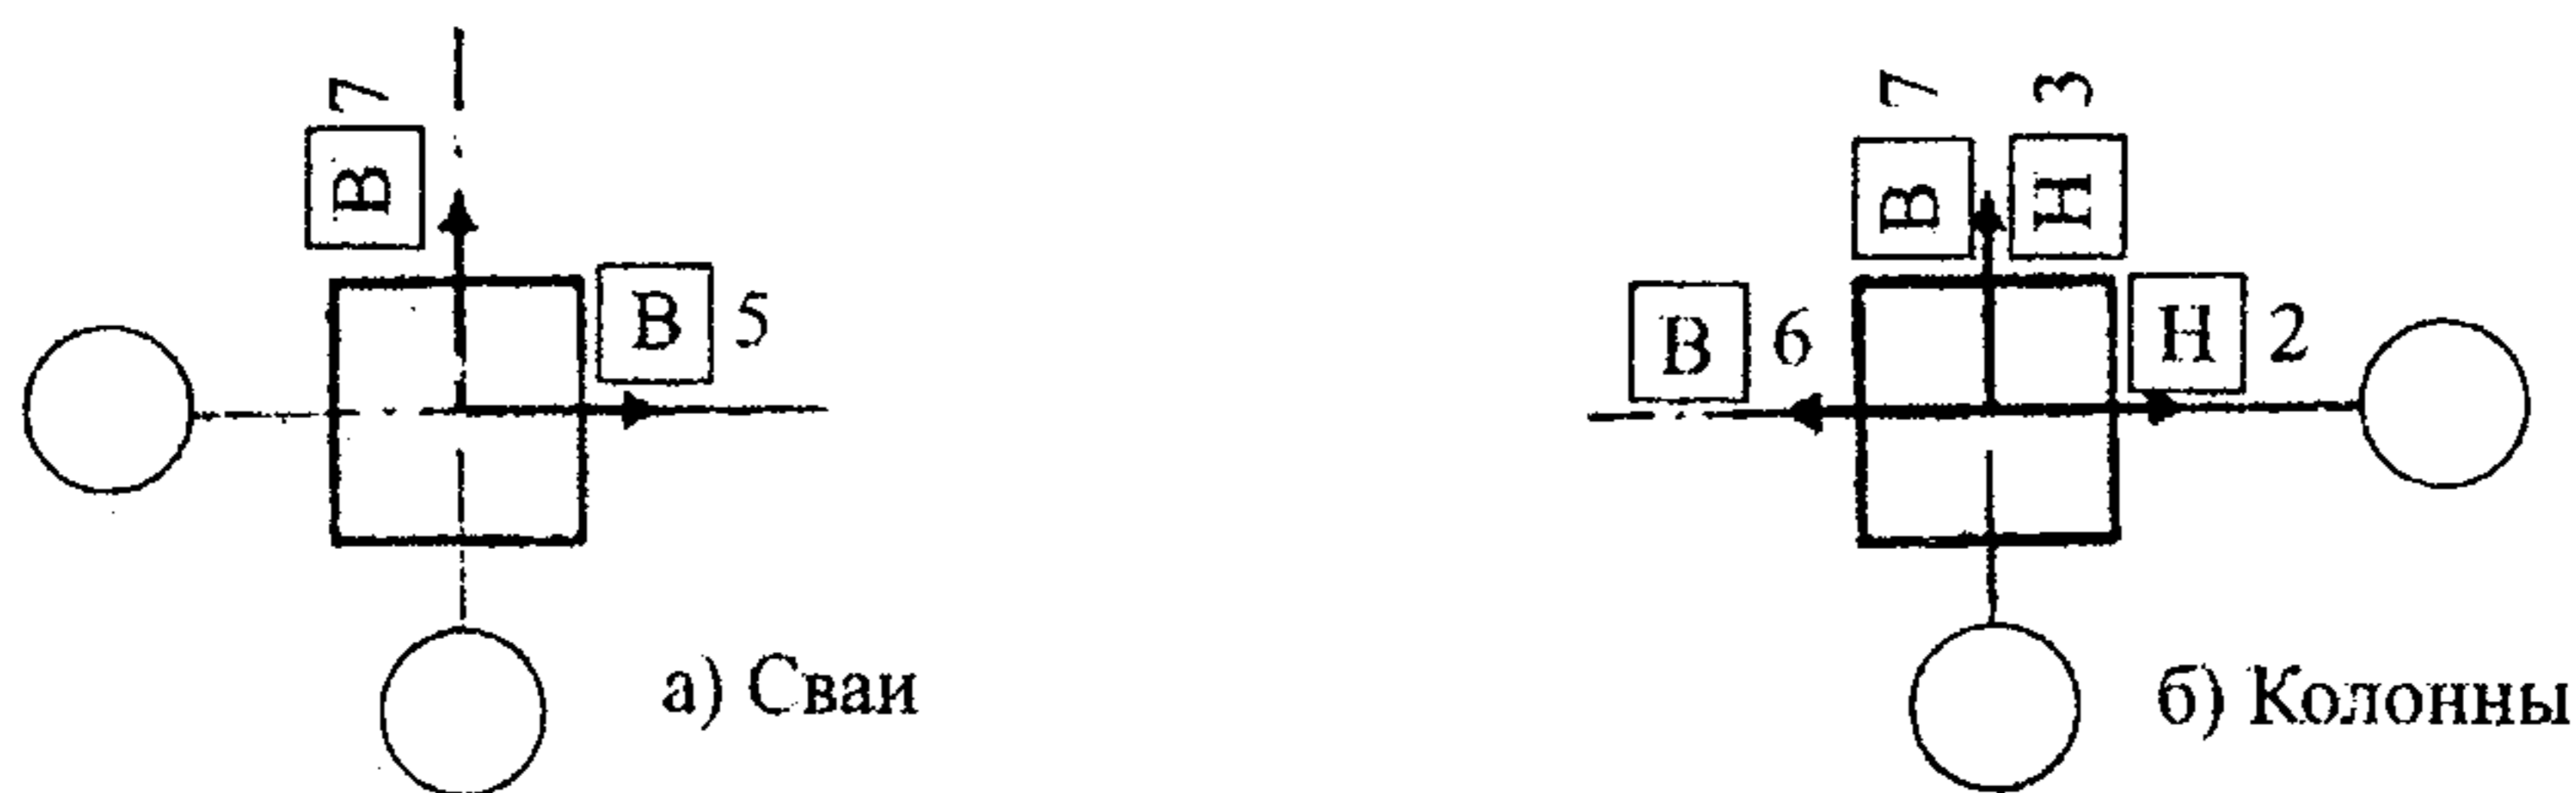 В 7
В 5
а) Сваи
В 7
Н 3
В 6
Н 2
б) Колонны